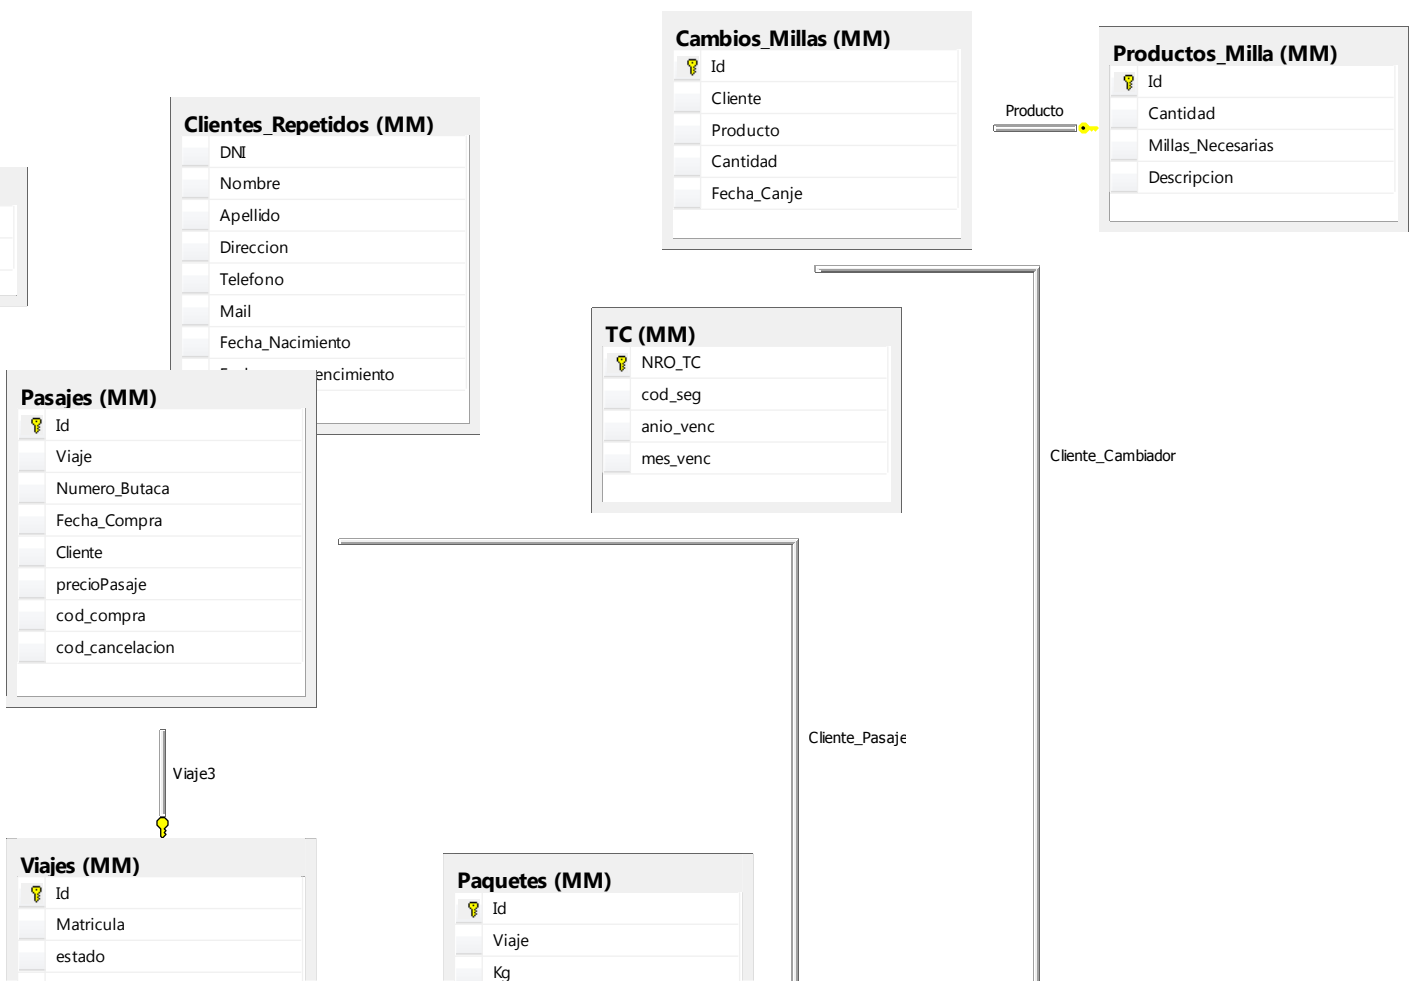 Cambios_Millas (MM)
Id
Cliente
Producto
Cantidad
Fecha_Canje
Producto
Productos_Milla (MM)
Id
Cantidad
Millas_Necesarias
Descripcion
Clientes_Repetidos (MM)
DNI
Nombre
Apellido
Direccion
Telefono
Mail
Fecha_Nacimiento
encimiento
TC (MM)
NRO_TC
cod_seg
anio_venc
mes_venc
Cliente_Cambiador
Pasajes (MM)
Id
Viaje
Numero_Butaca
Fecha_Compra
Cliente
precioPasaje
cod_compra
cod_cancelacion
Cliente_Pasaje
Viaje3
Viajes (MM)
Id
Matricula
estado
Paquetes (MM)
Id
Viaje
Kg